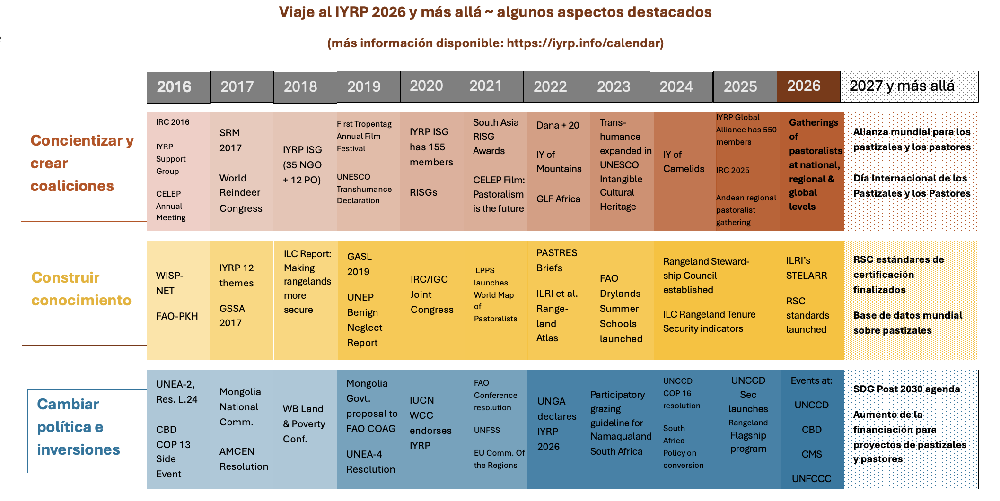 Viaje al IYRP 2026 y más allá ~ algunos aspectos destacados
(más información disponible: https://iyrp.info/calendar)
2016
2017
2018
2019
2020
2021
2022
2023
2024
2025
2026
2027 y más allá
Concientizar y
crear
coaliciones
IRC 2016
IYRP
Support
Group
CELEP
Annual
Meeting
SRM
2017
World
Reindeer
Congress
IYRP ISG
(35 NGO
+ 12 PO)
First Tropentag
Annual Film
Festival
UNESCO
Transhumance
Declaration
IYRP ISG
has 155
members
RISGs
South Asia
RISG
Awards
CELEP Film:
Pastoralism
is the future
Dana + 20
IY of
Mountains
GLF Africa
Trans-
humance
expanded in
UNESCO
Intangible
Cultural
Heritage
IY of
Camelids
IYRP Global
Alliance has 550
members
IRC 2025
Andean regional
pastoralist
gathering
Gatherings
of
pastoralists
at national,
regional &
global
levels
Alianza mundial para los
pastizales y los pastores
Día Internacional de los
Pastizales y los Pastores
Construir
conocimiento
WISP-
NET
FAO-PKH
IYRP 12
themes
GSSA
2017
ILC Report:
Making
rangelands
more
secure
GASL
2019
UNEP
Benign
Neglect
Report
IRC/IGC
Joint
Congress
LPPS
launches
World Map
of
Pastoralists
PASTRES
Briefs
ILRI et al.
Range-
land
Atlas
FAO
Drylands
Summer
Schools
launched
Rangeland Steward-
ship Council
established
ILC Rangeland Tenure
Security indicators
ILRI’s
STELARR
RSC
standards
launched
RSC estándares de
certificación
finalizados
Base de datos mundial
sobre pastizales
Cambiar
política e
inversiones
UNEA-2,
Res. L.24
CBD
COP 13
Side
Event
Mongolia
National
Comm.
AMCEN
Resolution
WB Land
& Poverty
Conf.
Mongolia
Govt.
proposal to
FAO COAG
UNEA-4
Resolution
IUCN
WCC
endorses
IYRP
FAO
Conference
resolution
UNFSS
EU Comm. Of
the Regions
UNGA
declares
IYRP
2026
Participatory
grazing
guideline for
Namaqualand
South Africa
UNCCD
COP 16
resolution
South
Africa
Policy on
conversion
UNCCD
Sec
launches
Rangeland
Flagship
program
Events at:
UNCCD
CBD
CMS
UNFCCC
SDG Post 2030 agenda
Aumento de la
financiación para
proyectos de pastizales
y pastores